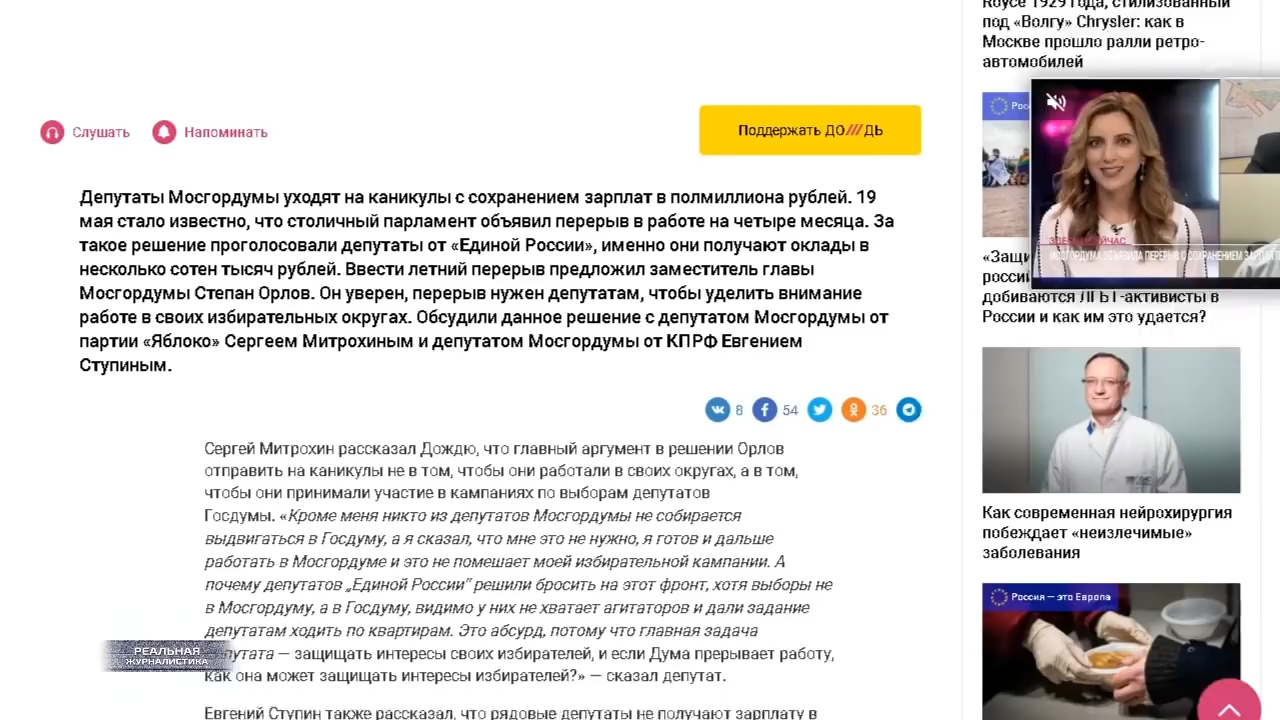 Royce 1929 года, стилизованный
под «Волгу» Chrysler: как в
Москве прошло ралли ретро-
автомобилей
Слушать
Напоминать
Поддержать ДО///ДЬ
Депутаты Мосгордумы уходят на каникулы с сохранением зарплат в полмиллиона рублей. 19
мая стало известно, что столичный парламент объявил перерыв в работе на четыре месяца. За
такое решение проголосовали депутаты от «Единой России», именно они получают оклады в
несколько сотен тысяч рублей. Ввести летний перерыв предложил заместитель главы
Мосгордумы Степан Орлов. Он уверен, перерыв нужен депутатам, чтобы уделить внимание
работе в своих избирательных округах. Обсудили данное решение с депутатом Мосгордумы от
партии «Яблоко» Сергеем Митрохиным и депутатом Мосгордумы от КПРФ Евгением
Ступиным.
8
54
36
Сергей Митрохин рассказал Дождю, что главный аргумент в решении Орлов
отправить на каникулы не в том, чтобы они работали в своих округах, а в том,
чтобы они принимали участие в кампаниях по выборам депутатов
Госдумы. «Кроме меня никто из депутатов Мосгордумы не собирается
выдвигаться в Госдуму, а я сказал, что мне это не нужно, я готов и дальше
работать в Мосгордуме и это не помешает моей избирательной кампании. А
почему депутатов „Единой России” решили бросить на этот фронт, хотя выборы не
в Мосгордуму, а в Госдуму, видимо у них не хватает агитаторов и дали задание
депутатам ходить по квартирам. Это абсурд, потому что главная задача
депутата — защищать интересы своих избирателей, и если Дума прерывает работу,
как она может защищать интересы избирателей?» — сказал депутат.
Евгений Ступин также рассказал, что рядовые депутаты не получают зарплату в
РЕАЛЬНАЯ
ЖУРНАЛИСТИКА
Росс
ЗДЕСЬ И СЕЙЧАС
МОСГОРДУМА ОБЪЯВИЛА ПЕРЕРЫВ С СОХРАНЕНИЕМ ЗАРПЛА
«Защи
росси
добиваются ЛГБТ-активисты в
России и как им это удается?
Как современная нейрохирургия
побеждает «неизлечимые»
заболевания
Россия — это Европа